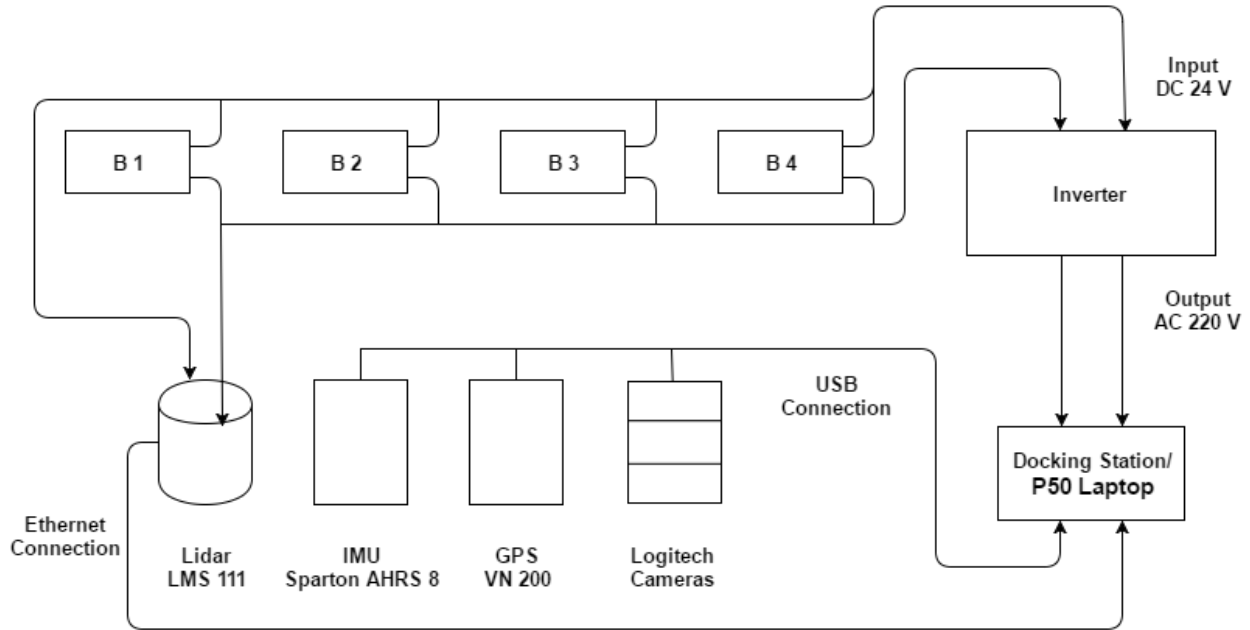 Input
DC 24 V
B 1
B 2
B 3
B 4
Inverter
Output
AC 220 V
USB
Connection
Docking Station/
P50 Laptop
Ethernet
Connection
Lidar
LMS 111
IMU
Sparton AHRS 8
GPS
VN 200
Logitech
Cameras